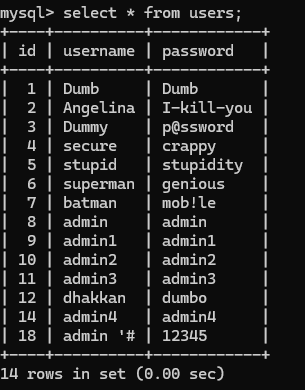 mysql> select * from users;
+----+----------+------------+
| id | username | password   |
+----+----------+------------+
|  1 | Dumb     | Dumb       |
|  2 | Angelina | I-kill-you |
|  3 | Dummy    | p@ssword   |
|  4 | secure   | crappy     |
|  5 | stupid   | stupidity  |
|  6 | superman | genious    |
|  7 | batman   | mob!le     |
|  8 | admin    | admin      |
|  9 | admin1   | admin1     |
| 10 | admin2   | admin2     |
| 11 | admin3   | admin3     |
| 12 | dhakkan  | dumbo      |
| 14 | admin4   | admin4     |
| 18 | admin '# | 12345      |
+----+----------+------------+
14 rows in set (0.00 sec)